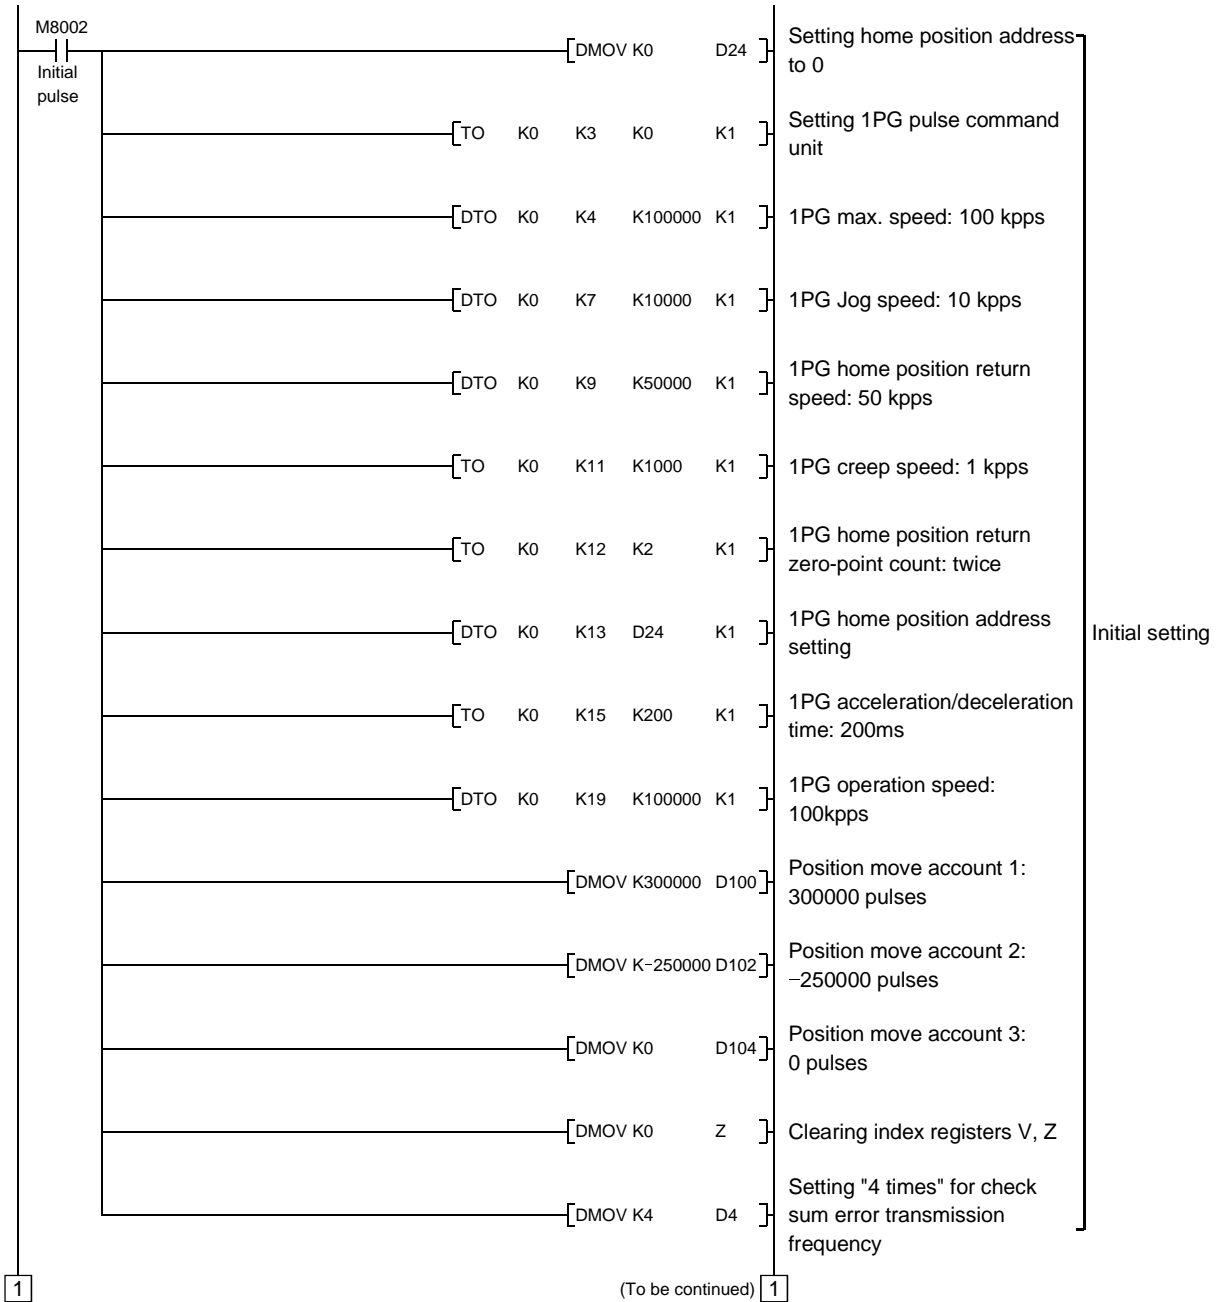 M8002
Initial
pulse
DMOV K0 D24
Setting home position address
to 0
TO K0 K3 K0 K1
Setting 1PG pulse command
unit
DTO K0 K4 K100000 K1
1PG max. speed: 100 kpps
DTO K0 K7 K10000 K1
1PG Jog speed: 10 kpps
DTO K0 K9 K50000 K1
1PG home position return
speed: 50 kpps
TO K0 K11 K1000 K1
1PG creep speed: 1 kpps
TO K0 K12 K2 K1
1PG home position return
zero-point count: twice
DTO K0 K13 D24 K1
1PG home position address
setting
Initial setting
TO K0 K15 K200 K1
1PG acceleration/deceleration
time: 200ms
DTO K0 K19 K100000 K1
1PG operation speed:
100kpps
DMOV K300000 D100
Position move account 1:
300000 pulses
DMOV K−250000 D102
Position move account 2:
−250000 pulses
DMOV K0 D104
Position move account 3:
0 pulses
DMOV K0 Z
Clearing index registers V, Z
DMOV K4 D4
Setting "4 times" for check
sum error transmission
frequency
1
(To be continued) 1